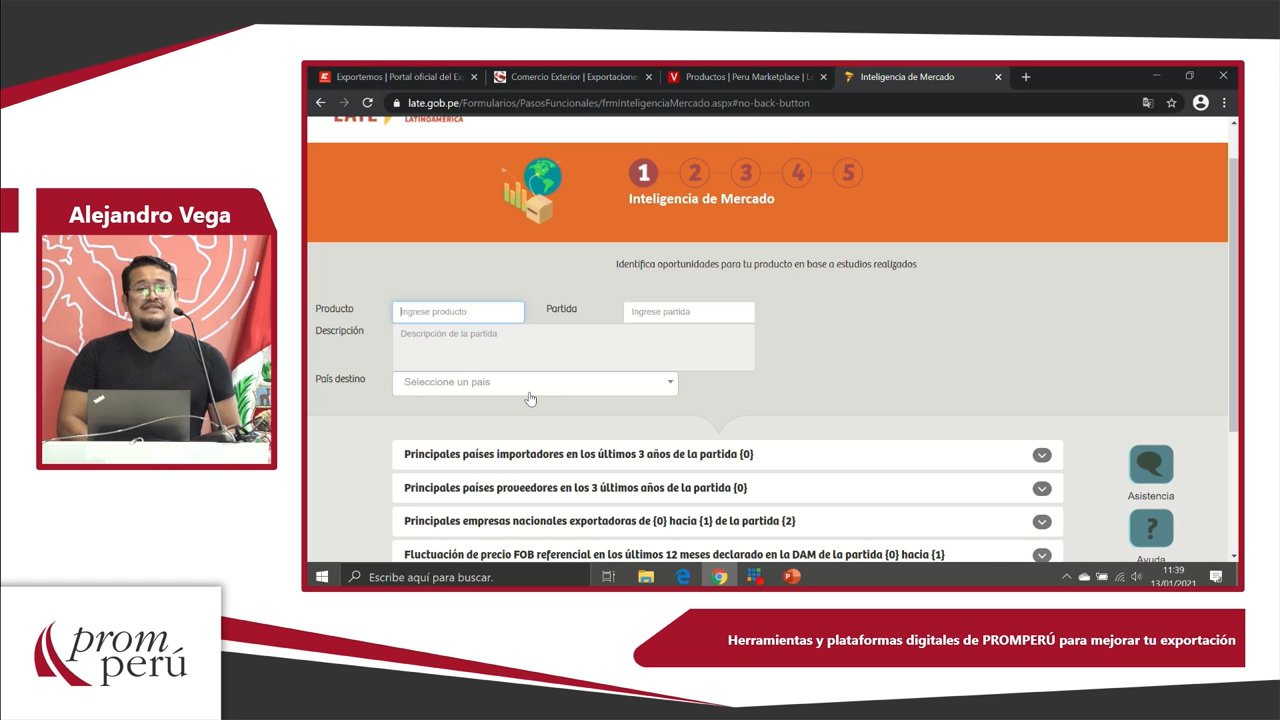 Alejandro Vega
Exportemos | Portal oficial del Ex
Comercio Exterior | Exportacione
Productos | Peru Marketplace | L
Inteligencia de Mercado
late.gob.pe/Formularios/PasosFuncionales/frmInteligenciaMercado.aspx#no-back-button
LATE
LATINOAMERICA
1 2 3 4 5
Inteligencia de Mercado
Identifica oportunidades para tu producto en base a estudios realizados
Producto
Ingrese producto
Partida
Ingrese partida
Descripción
Descripción de la partida
País destino
Seleccione un pais
Principales países importadores en los últimos 3 años de la partida {0}
Principales países proveedores en los 3 últimos años de la partida {0}
Principales empresas nacionales exportadoras de {0} hacia {1} de la partida {2}
Fluctuación de precio FOB referencial en los últimos 12 meses declarado en la DAM de la partida {0} hacia {1}
Asistencia
?
Ayuda
Escribe aquí para buscar.
11:39
13/01/2021
prom
perú
Herramientas y plataformas digitales de PROMPERÚ para mejorar tu exportación